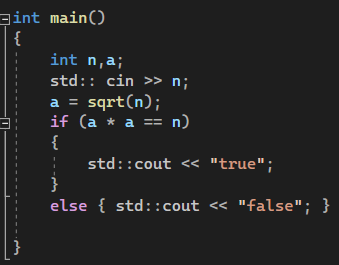 int main()
{
int n,a;
std:: cin >> n;
a = sqrt(n);
if (a * a == n)
{
std::cout << "true";
}
else { std::cout << "false"; }
}